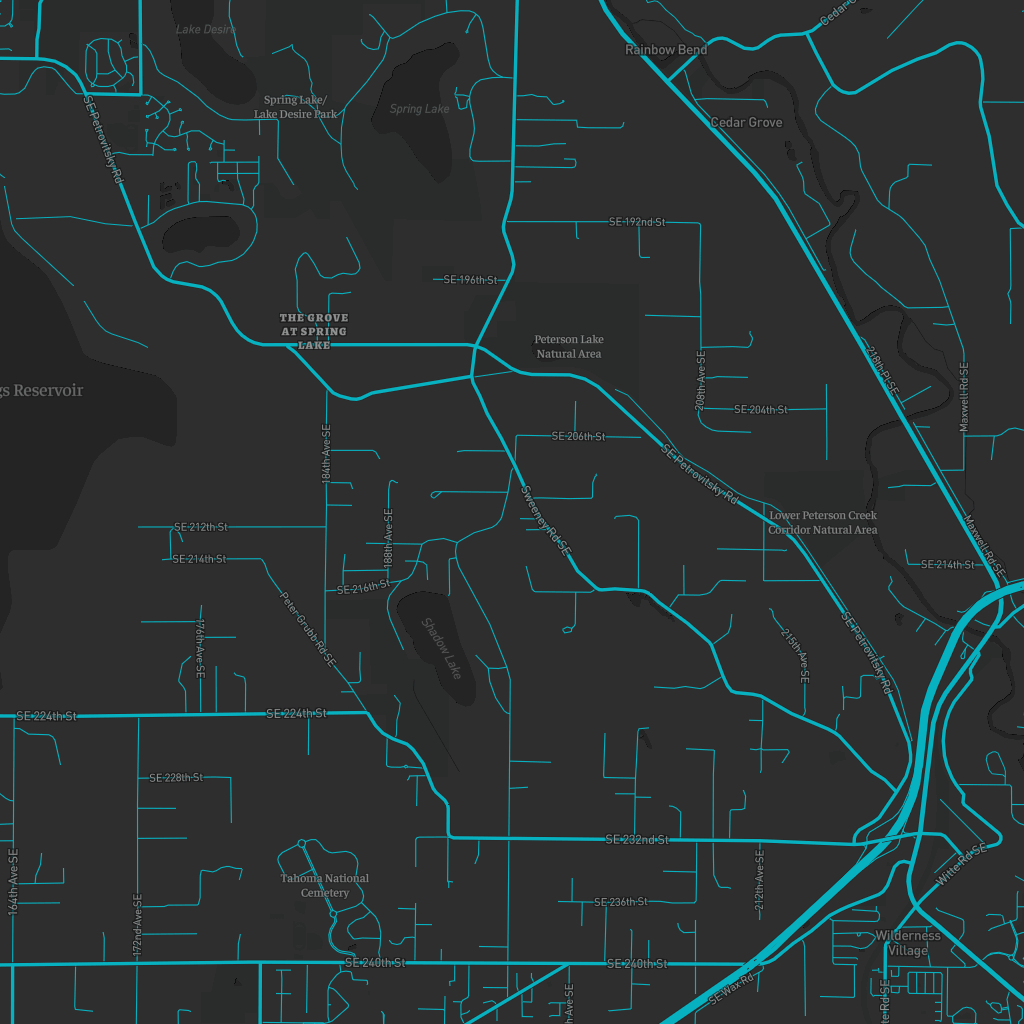 Lake Desire
Cedar
Rainbow Bend
Spring Lake/
Lake Desire Park
Spring Lake
Cedar Grove
SE Petrovitsky Rd
SE 192nd St
SE 196th St
THE GROVE
AT SPRING
LAKE
Peterson Lake
Natural Area
218th Pl SE
208th Ave SE
Maxwell Rd SE
gs Reservoir
SE 204th St
184th Ave SE
SE 206th St
SE Petrovitsky Rd
Sweeney Rd SE
SE 212th St
188th Ave SE
Lower Peterson Creek
Corridor Natural Area
Maxwell Rd SE
SE 214th St
SE 214th St
SE 216th St
Peter Grubb Rd SE
176th Ave SE
Shadow Lake
215th Ave SE
SE Petrovitsky Rd
SE 224th St
SE 224th St
SE 228th St
SE 232nd St
164th Ave SE
Tahoma National
Cemetery
212th Ave SE
Witte Rd SE
172nd Ave SE
SE 236th St
Wilderness
Village
SE 240th St
SE 240th St
SE Wax Rd
h Ave SE
te Rd SE